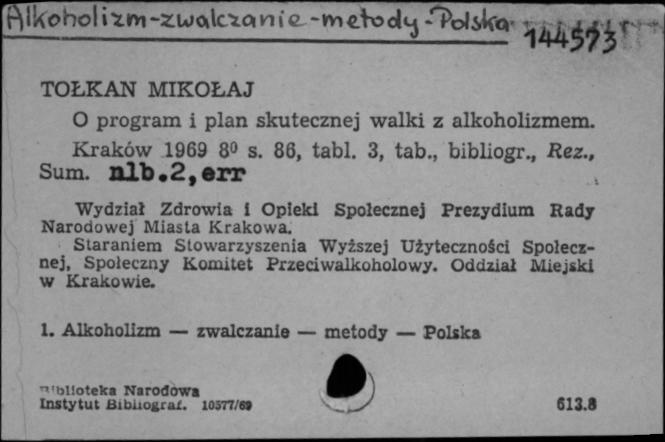 Alkoholizm-zwalczanie-metody-Polska
144573
TOŁKAN MIKOŁAJ
O program i plan skutecznej walki z alkoholizmem.
Kraków 1969 8⁰ s. 86, tabl. 3, tab., bibliogr., Rez.,
Sum. nlb.2,err
Wydział Zdrowia i Opieki Społecznej Prezydium Rady
Narodowej Miasta Krakowa.
Staraniem Stowarzyszenia Wyższej Użyteczności Społecz-
nej, Społeczny Komitet Przeciwalkoholowy. Oddział Miejski
w Krakowie.
1. Alkoholizm — zwalczanie — metody — Polska
Biblioteka Narodowa
Instytut Bibliograf. 10577/69
613.8